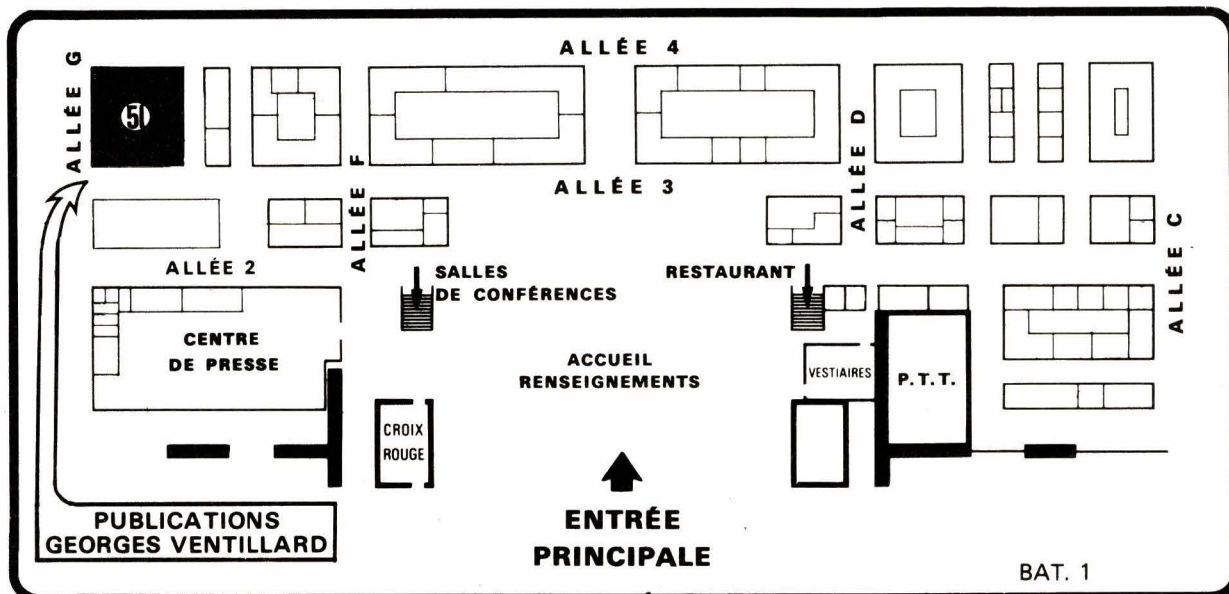 ALLÉE 4
ALLÉE G
51
ALLÉE F
ALLÉE D
ALLÉE 3
ALLÉE C
ALLÉE 2
SALLES
DE CONFÉRENCES
RESTAURANT
CENTRE
DE PRESSE
ACCUEIL
RENSEIGNEMENTS
VESTIAIRES
P.T.T.
CROIX
ROUGE
PUBLICATIONS
GEORGES VENTILLARD
ENTRÉE
PRINCIPALE
BAT. 1